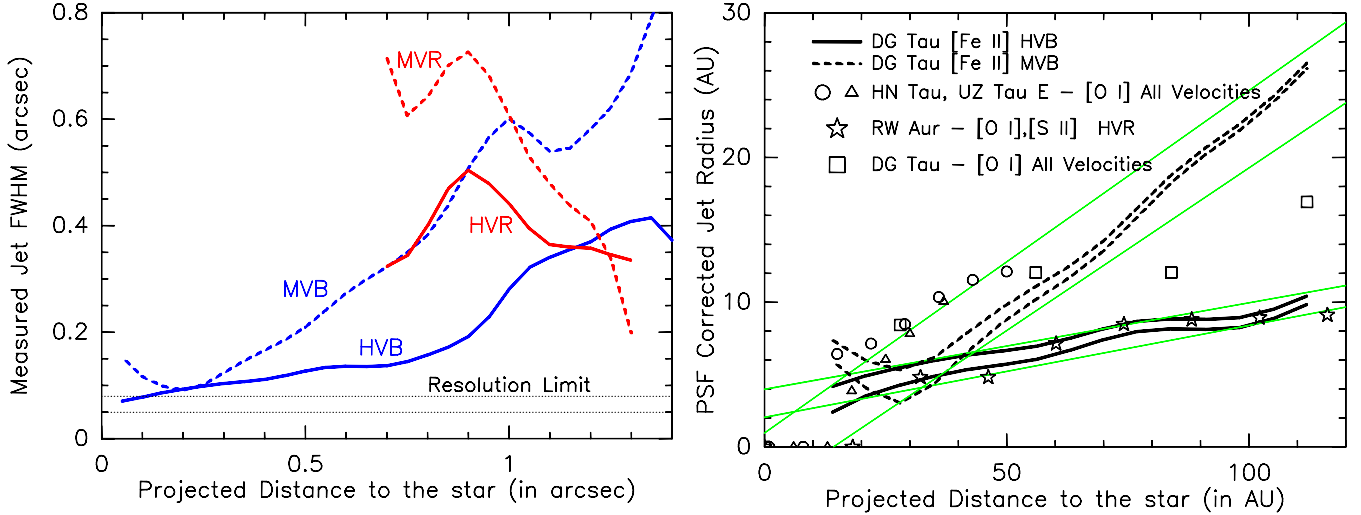 Measured Jet FWHM (arcsec)
0.8
0.6
0.4
0.2
0
MVR
HVR
MVB
HVB
Resolution Limit
0
0.5
1
Projected Distance to the star (in arcsec)
PSF Corrected Jet Radius (AU)
30
20
10
0
DG Tau [Fe II] HVB
DG Tau [Fe II] MVB
HN Tau, UZ Tau E – [O I] All Velocities
RW Aur – [O I],[S II] HVR
DG Tau – [O I] All Velocities
0
50
100
Projected Distance to the star (in AU)